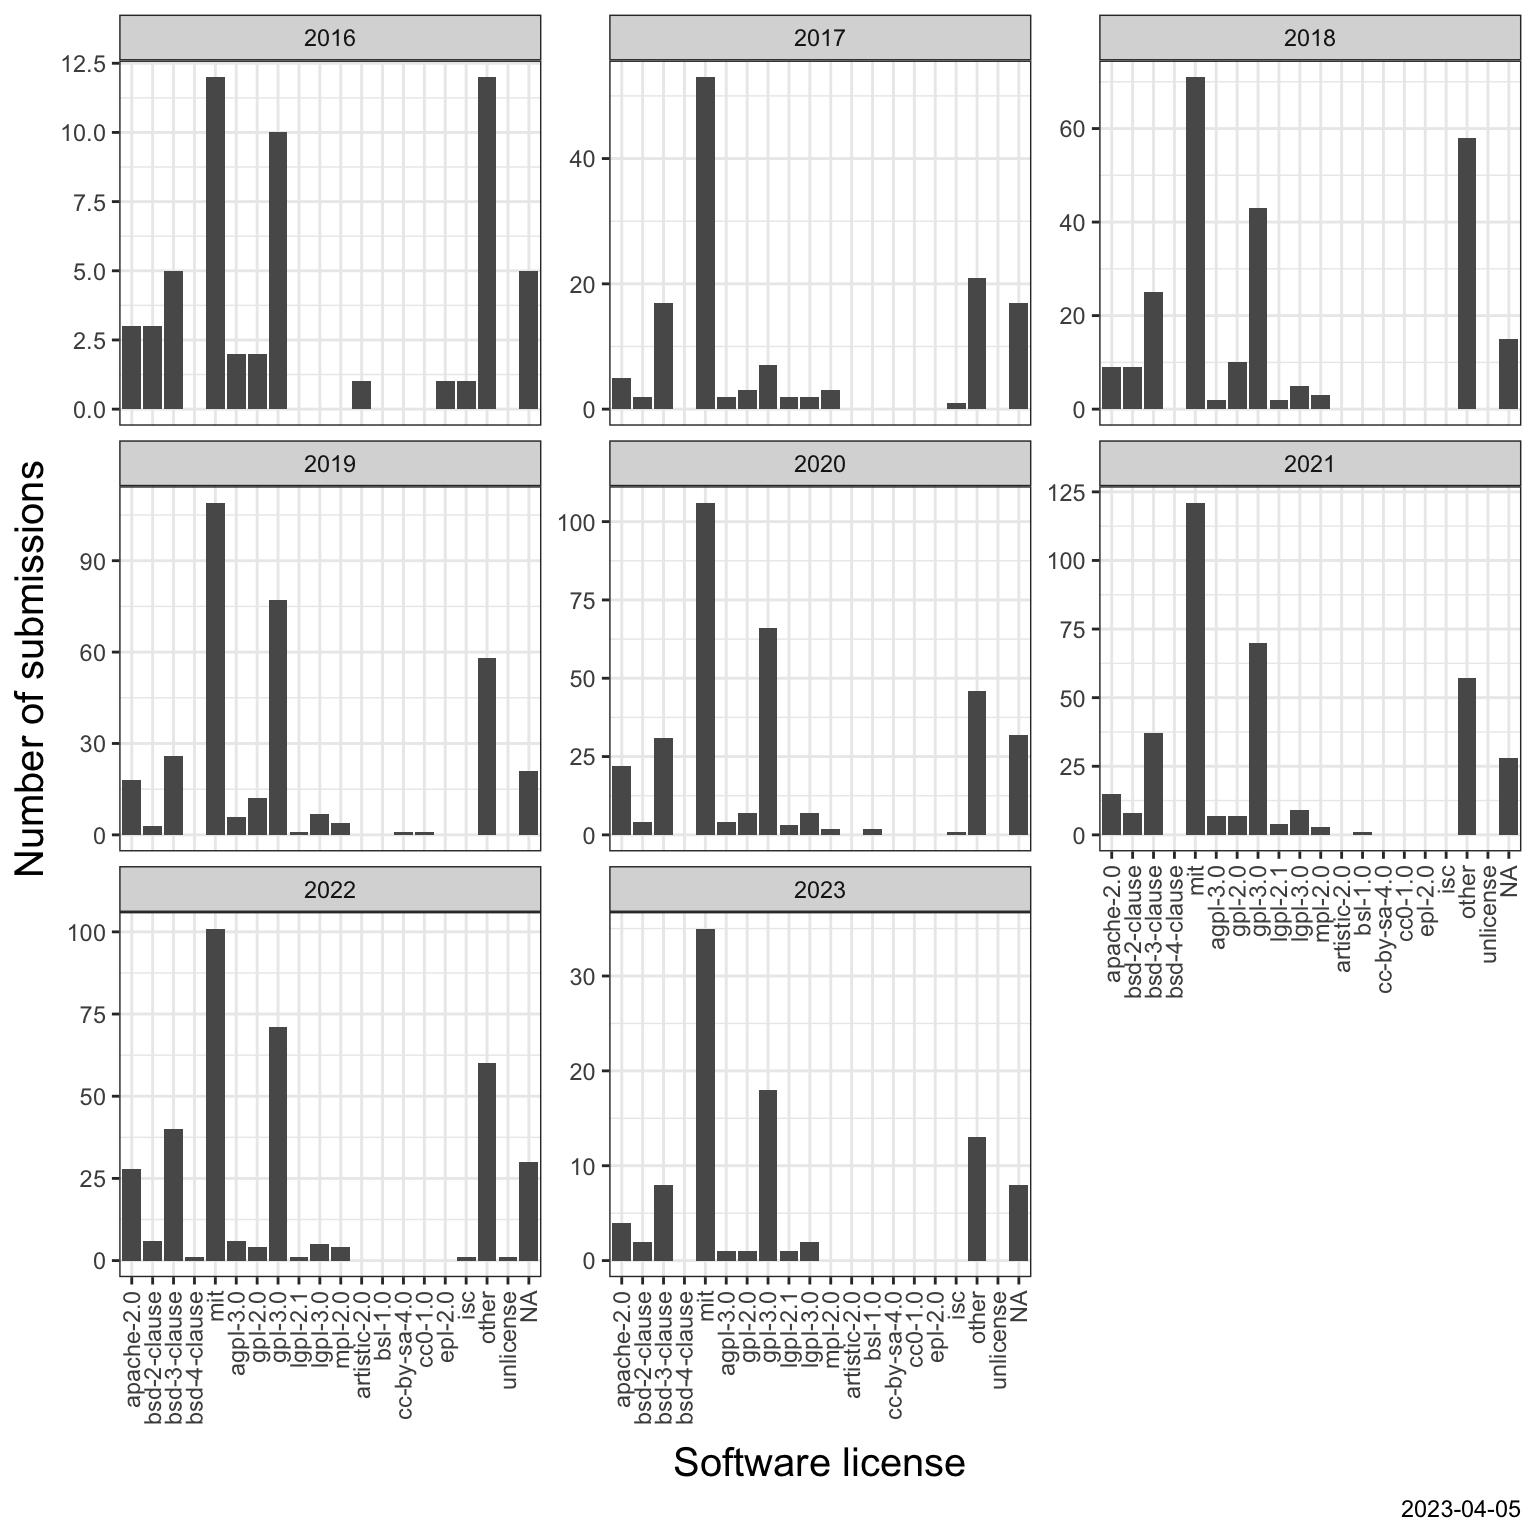 2016
2017
2018
12.5
10.0
7.5
5.0
2.5
0.0
40
20
0
60
40
20
0
Number of submissions
2019
2020
2021
90
60
30
0
100
75
50
25
0
125
100
75
50
25
0
apache-2.0
bsd-2-clause
bsd-3-clause
bsd-4-clause
mit
agpl-3.0
gpl-2.0
gpl-3.0
lgpl-2.1
lgpl-3.0
mpl-2.0
artistic-2.0
bsl-1.0
cc-by-sa-4.0
cc0-1.0
epl-2.0
isc
other
unlicense
NA
2022
2023
100
75
50
25
0
30
20
10
0
apache-2.0
bsd-2-clause
bsd-3-clause
bsd-4-clause
mit
agpl-3.0
gpl-2.0
gpl-3.0
lgpl-2.1
lgpl-3.0
mpl-2.0
artistic-2.0
bsl-1.0
cc-by-sa-4.0
cc0-1.0
epl-2.0
isc
other
unlicense
NA
apache-2.0
bsd-2-clause
bsd-3-clause
bsd-4-clause
mit
agpl-3.0
gpl-2.0
gpl-3.0
lgpl-2.1
lgpl-3.0
mpl-2.0
artistic-2.0
bsl-1.0
cc-by-sa-4.0
cc0-1.0
epl-2.0
isc
other
unlicense
NA
Software license
2023-04-05